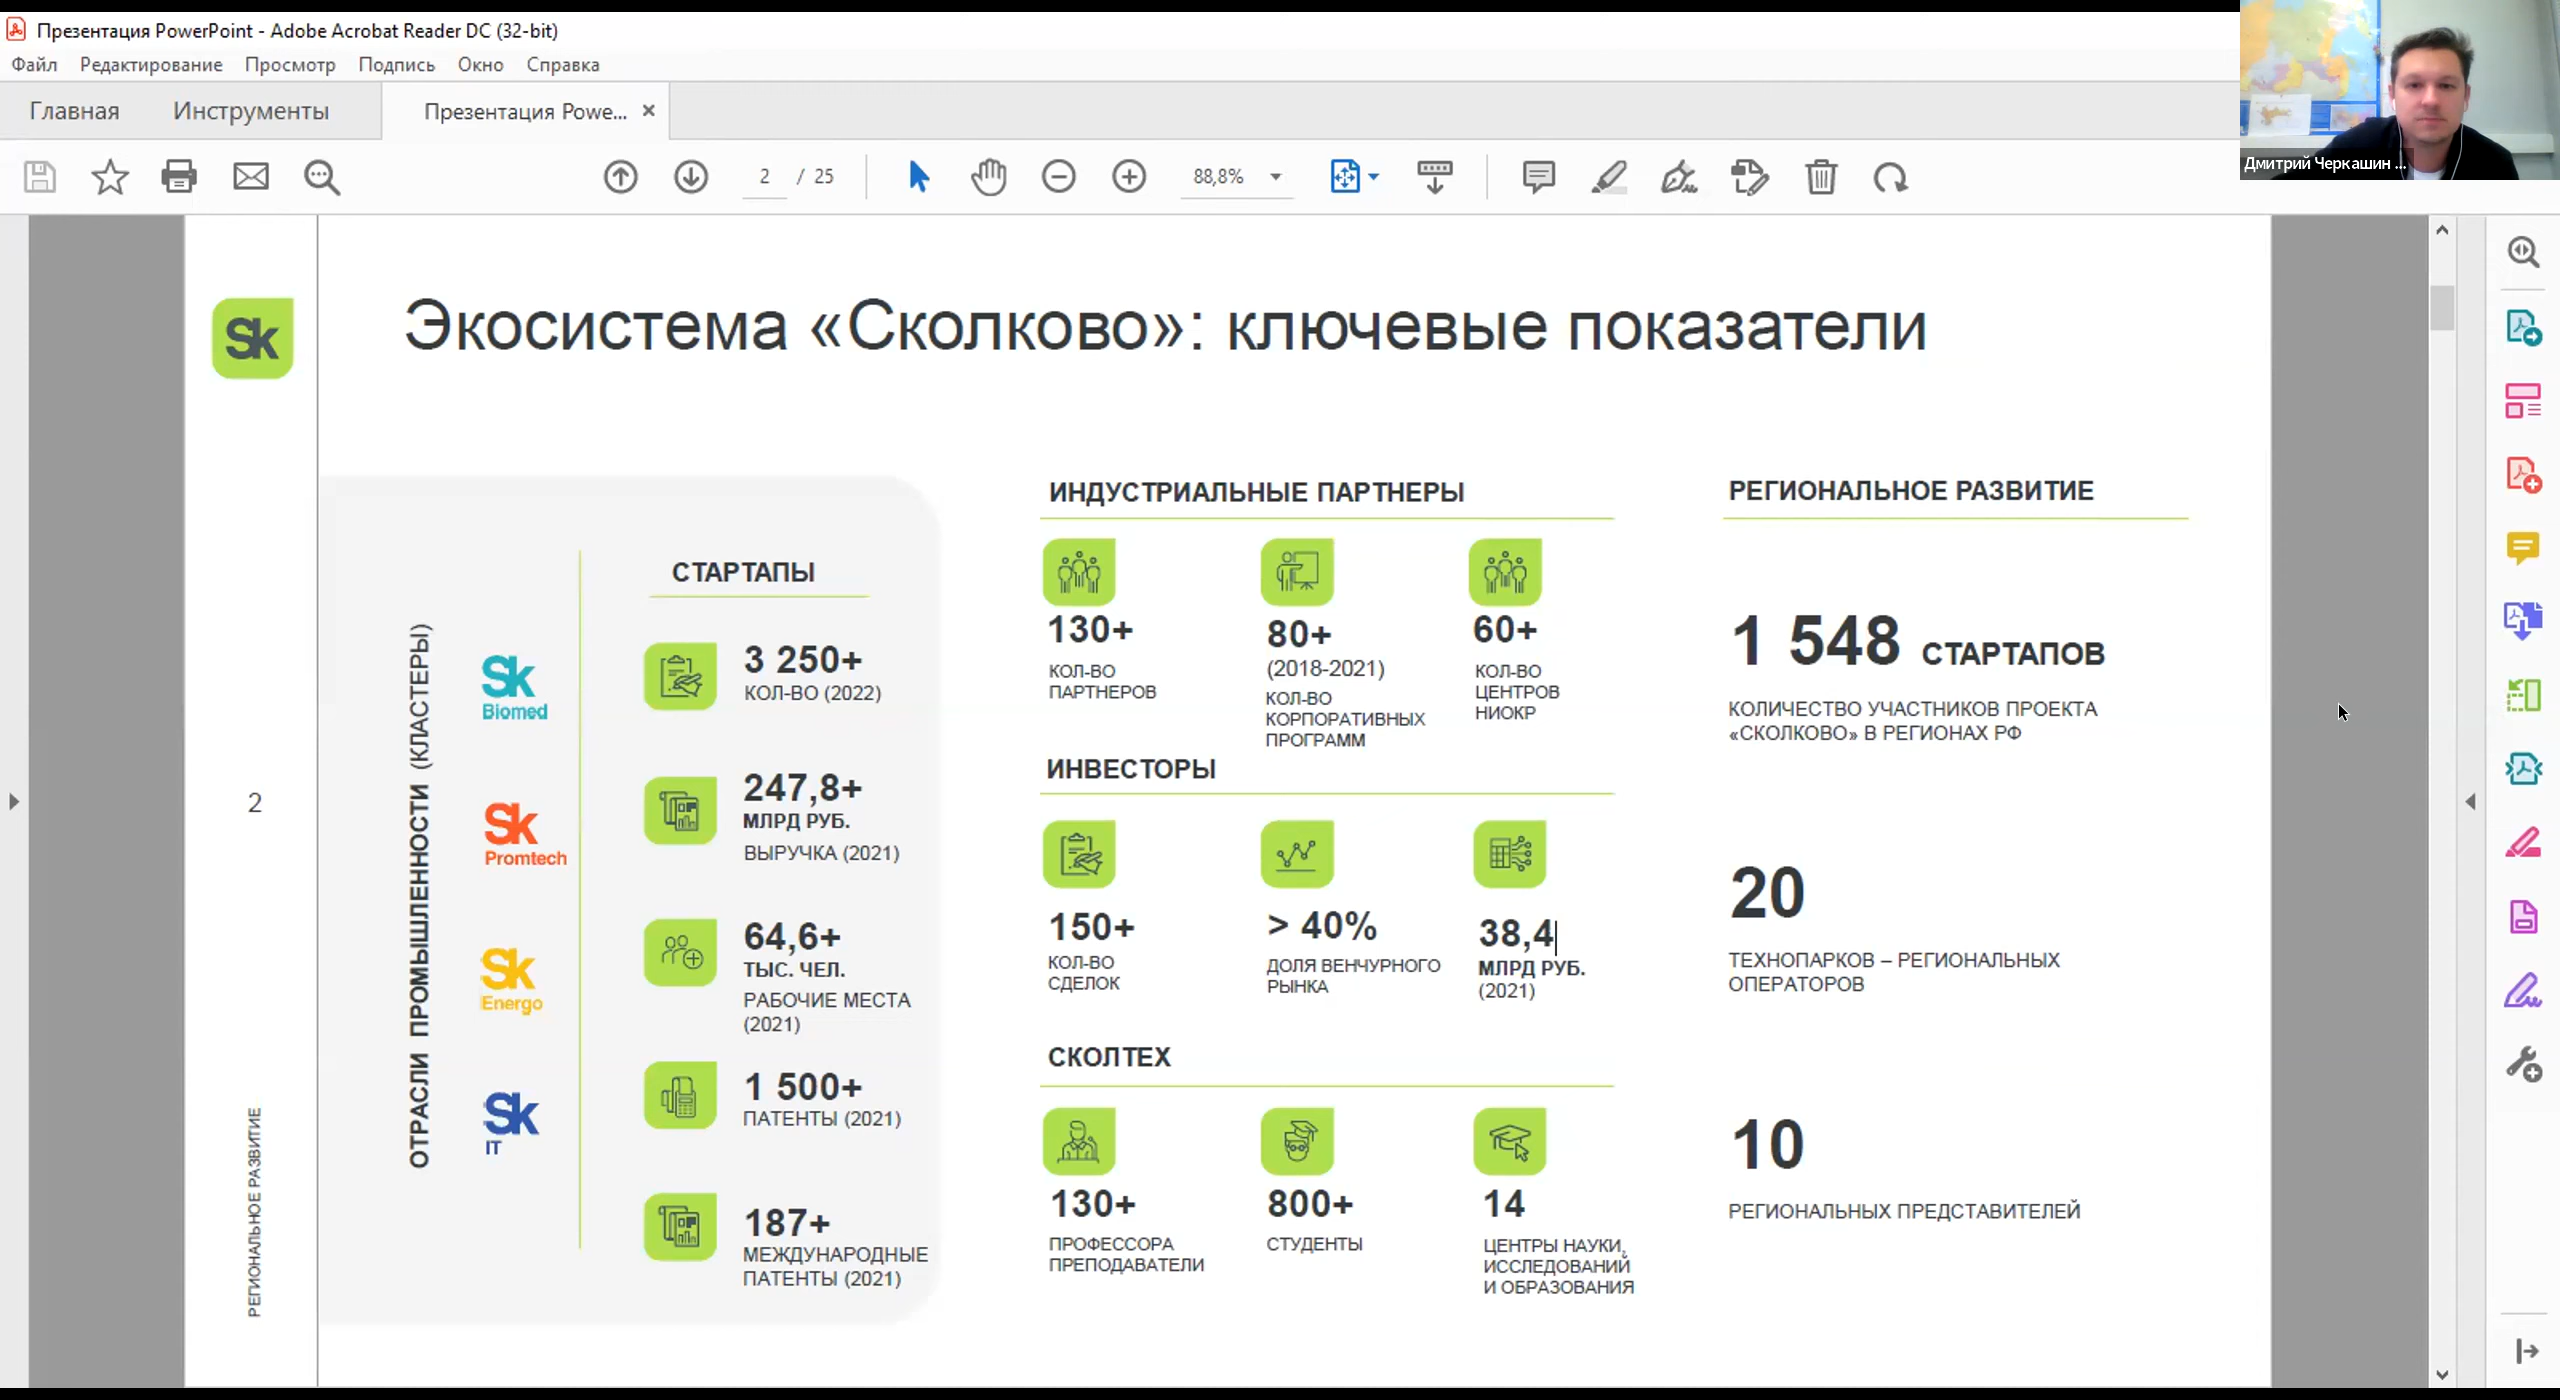 Презентация PowerPoint - Adobe Acrobat Reader DC (32-bit)
Файл Редактирование Просмотр Подпись Окно Справка
Главная Инструменты Презентация Powe...
2 / 25 88,8%
Дмитрий Черкашин ...
Sk
Экосистема «Сколково»: ключевые показатели
2
РЕГИОНАЛЬНОЕ РАЗВИТИЕ
ОТРАСЛИ ПРОМЫШЛЕННОСТИ (КЛАСТЕРЫ)
Sk
Biomed
Sk
Promtech
Sk
Energo
Sk
IT
СТАРТАПЫ
3 250+
КОЛ-ВО (2022)
247,8+
МЛРД РУБ.
ВЫРУЧКА (2021)
64,6+
ТЫС. ЧЕЛ.
РАБОЧИЕ МЕСТА
(2021)
1 500+
ПАТЕНТЫ (2021)
187+
МЕЖДУНАРОДНЫЕ
ПАТЕНТЫ (2021)
ИНДУСТРИАЛЬНЫЕ ПАРТНЕРЫ
130+
КОЛ-ВО
ПАРТНЕРОВ
80+
(2018-2021)
КОЛ-ВО
КОРПОРАТИВНЫХ
ПРОГРАММ
60+
КОЛ-ВО
ЦЕНТРОВ
НИОКР
ИНВЕСТОРЫ
150+
КОЛ-ВО
СДЕЛОК
> 40%
ДОЛЯ ВЕНЧУРНОГО
РЫНКА
38,4
МЛРД РУБ.
(2021)
СКОЛТЕХ
130+
ПРОФЕССОРА
ПРЕПОДАВАТЕЛИ
800+
СТУДЕНТЫ
14
ЦЕНТРЫ НАУКИ,
ИССЛЕДОВАНИЙ
И ОБРАЗОВАНИЯ
РЕГИОНАЛЬНОЕ РАЗВИТИЕ
1 548 СТАРТАПОВ
КОЛИЧЕСТВО УЧАСТНИКОВ ПРОЕКТА
«СКОЛКОВО» В РЕГИОНАХ РФ
20
ТЕХНОПАРКОВ – РЕГИОНАЛЬНЫХ
ОПЕРАТОРОВ
10
РЕГИОНАЛЬНЫХ ПРЕДСТАВИТЕЛЕЙ